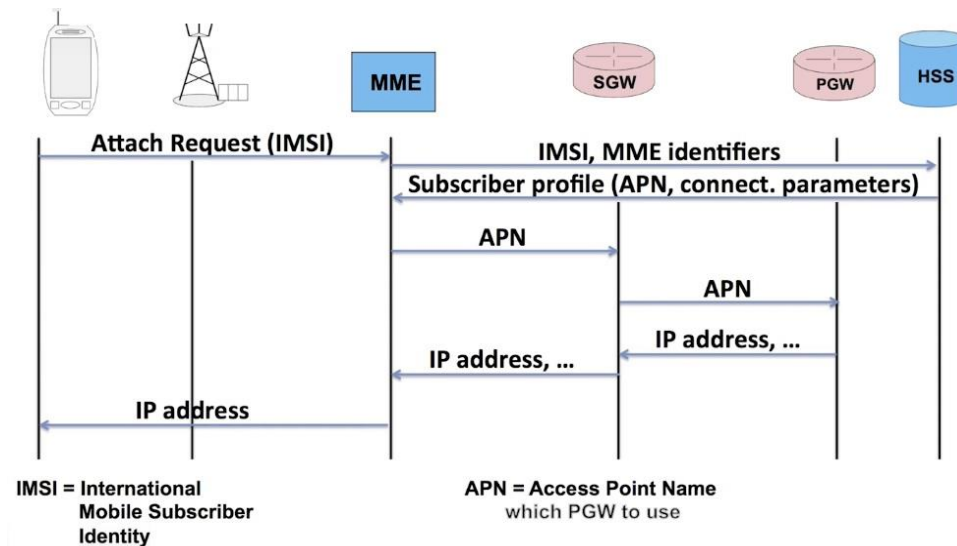 MME
SGW
PGW
HSS
Attach Request (IMSI)
IMSI, MME identifiers
Subscriber profile (APN, connect. parameters)
APN
APN
IP address, ...
IP address, ...
IP address
IMSI = International
Mobile Subscriber
Identity
APN = Access Point Name
which PGW to use